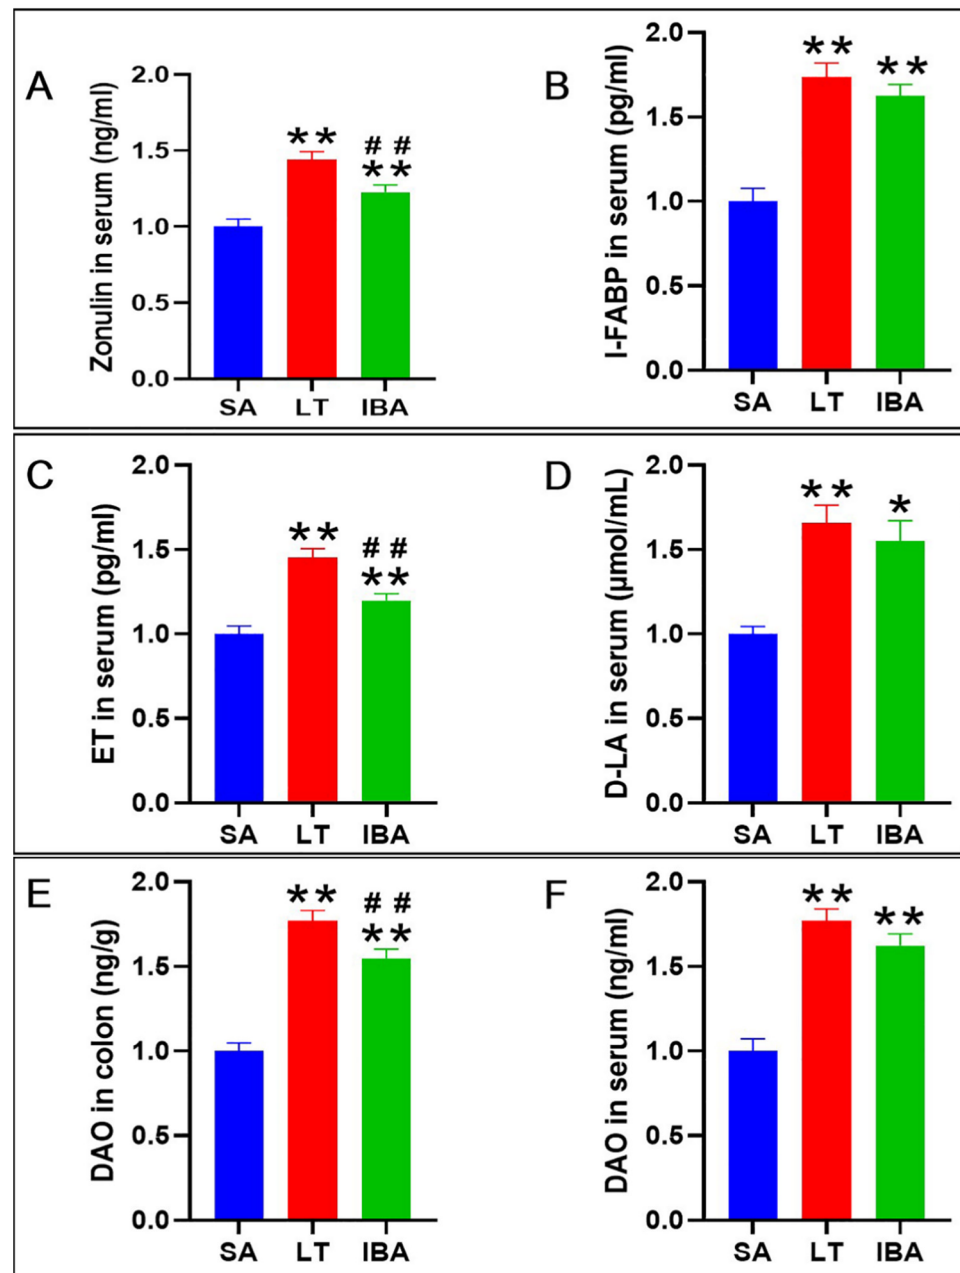 A
Zonulin in serum (ng/ml)
2.0
1.5
1.0
0.5
0.0
**
##
**
SA LT IBA
B
I-FABP in serum (pg/ml)
2.0
1.5
1.0
0.5
0.0
**
**
SA LT IBA
C
ET in serum (pg/ml)
2.0
1.5
1.0
0.5
0.0
**
##
**
SA LT IBA
D
D-LA in serum (μmol/mL)
2.0
1.5
1.0
0.5
0.0
**
*
SA LT IBA
E
DAO in colon (ng/g)
2.0
1.5
1.0
0.5
0.0
**
##
**
SA LT IBA
F
DAO in serum (ng/ml)
2.0
1.5
1.0
0.5
0.0
**
**
SA LT IBA